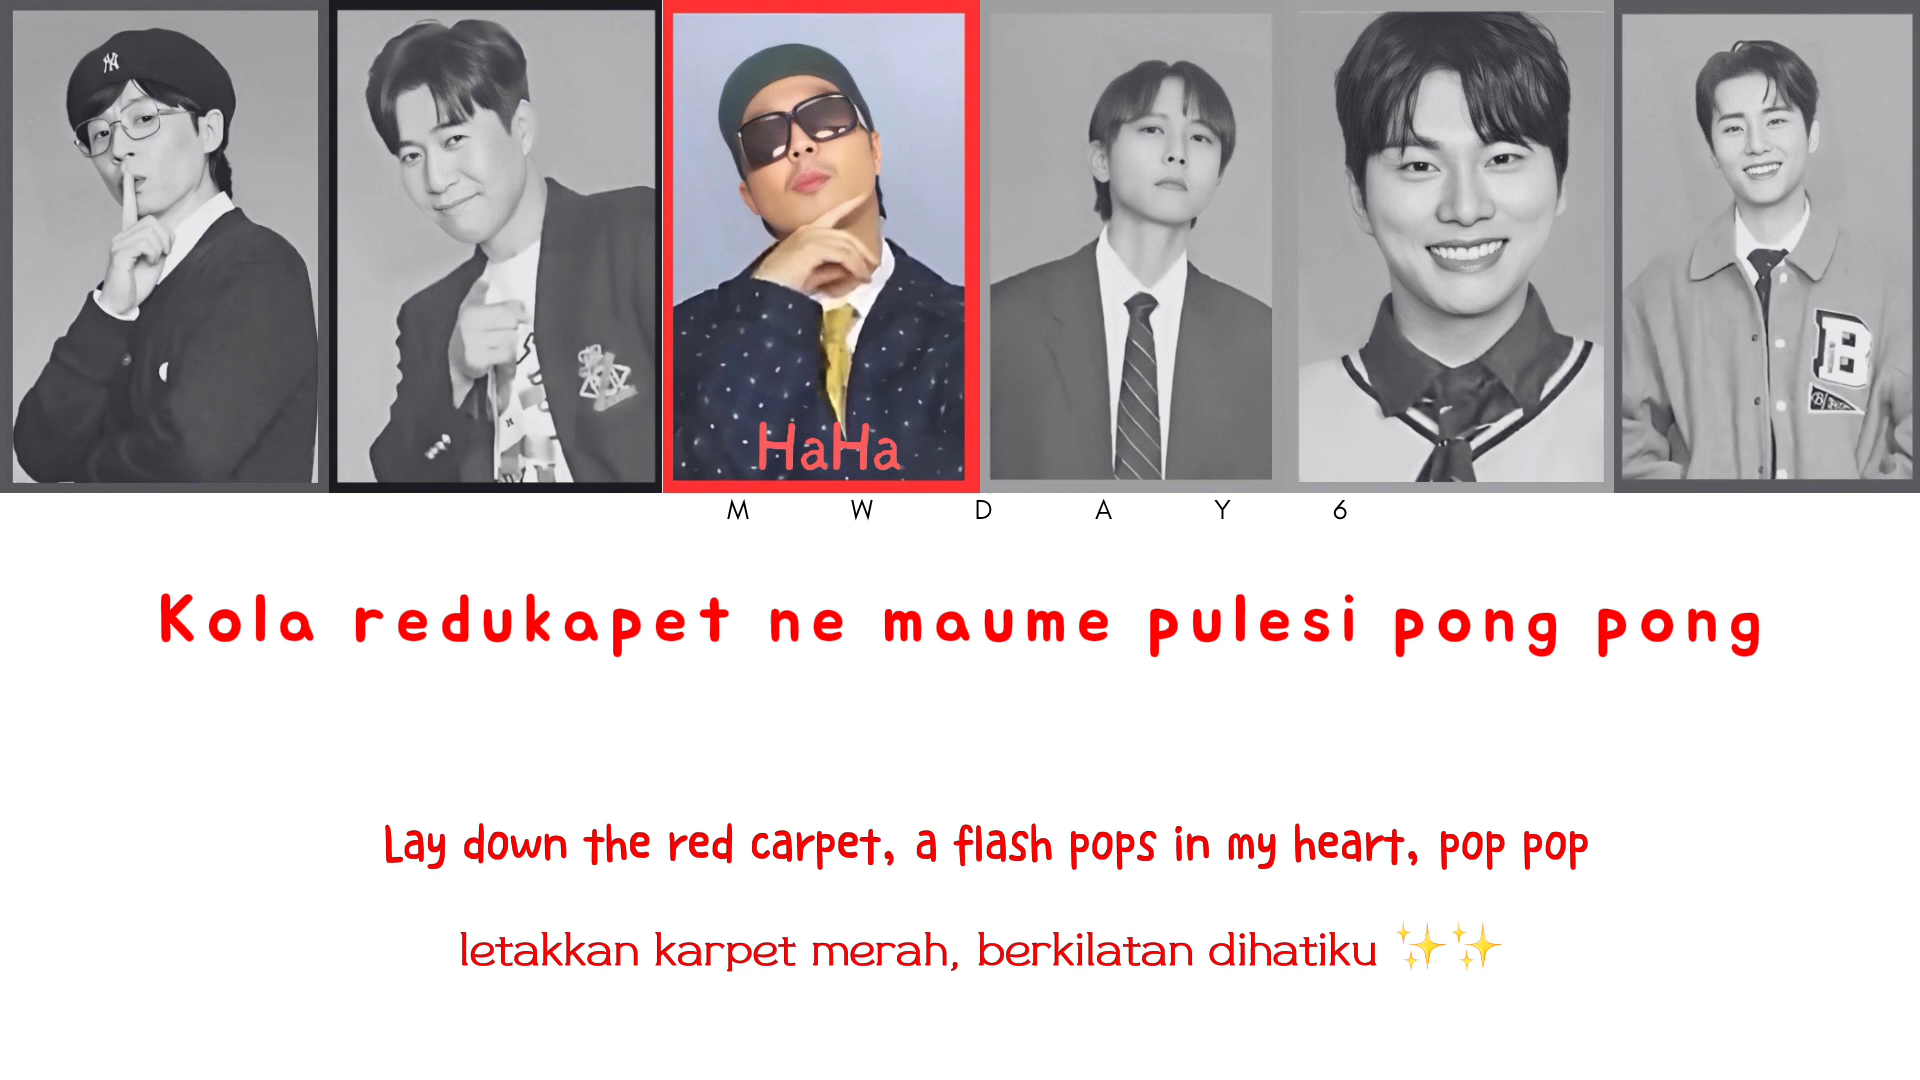 NY
HaHa
B
M W D A Y 6
Kola redukapet ne maume pulesi pong pong
Lay down the red carpet, a flash pops in my heart, pop pop
letakkan karpet merah, berkilatan dihatiku ✨✨